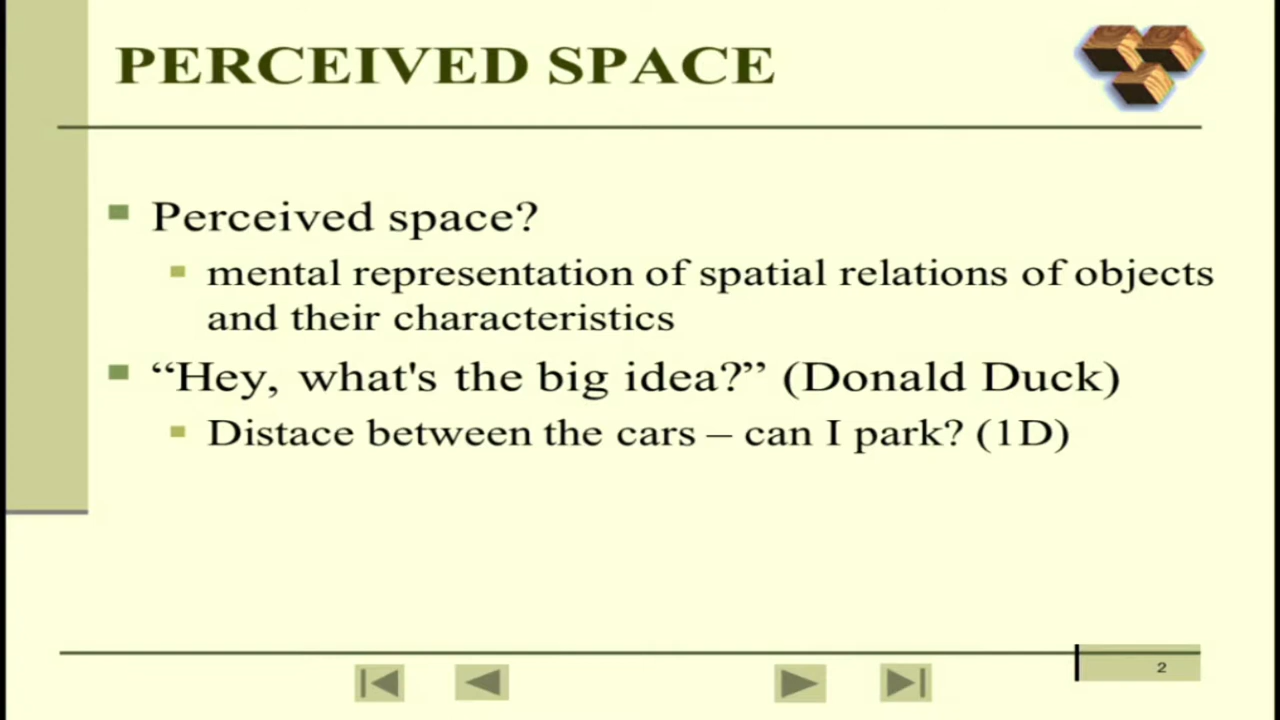 PERCEIVED SPACE
Perceived space?
mental representation of spatial relations of objects
and their characteristics
“Hey, what's the big idea?” (Donald Duck)
Distace between the cars – can I park? (1D)
2